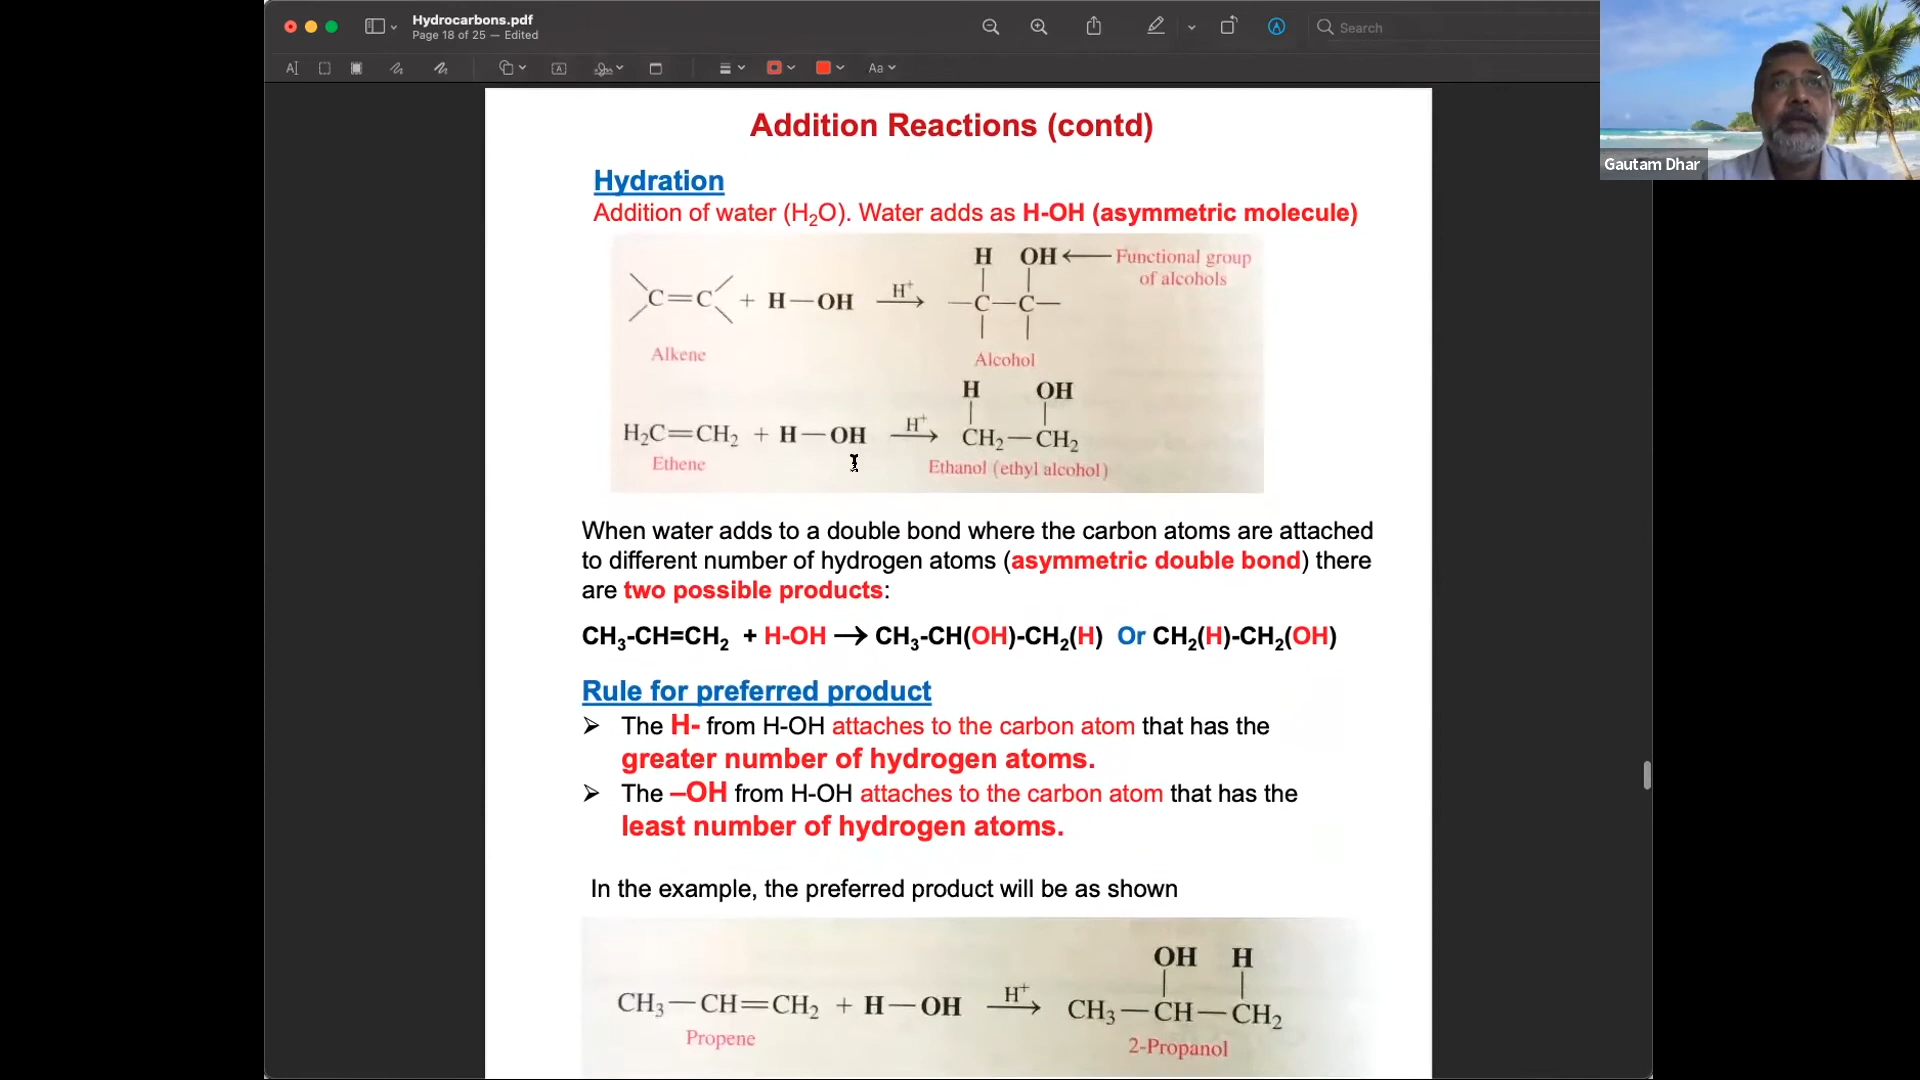 Hydrocarbons.pdf
Page 18 of 25 — Edited
Search
Aa
Gautam Dhar
Addition Reactions (contd)
Hydration
Addition of water (H₂O). Water adds as H-OH (asymmetric molecule)
H OH ← Functional group
of alcohols
C=C + H—OH H⁺→ —C—C—
Alkene Alcohol
H OH
H₂C=CH₂ + H—OH H⁺→ CH₂—CH₂
Ethene Ethanol (ethyl alcohol)
When water adds to a double bond where the carbon atoms are attached
to different number of hydrogen atoms (asymmetric double bond) there
are two possible products:
CH₃-CH=CH₂ + H-OH → CH₃-CH(OH)-CH₂(H) Or CH₂(H)-CH₂(OH)
Rule for preferred product
➢ The H- from H-OH attaches to the carbon atom that has the
greater number of hydrogen atoms.
➢ The –OH from H-OH attaches to the carbon atom that has the
least number of hydrogen atoms.
In the example, the preferred product will be as shown
OH H
CH₃—CH=CH₂ + H—OH H⁺→ CH₃—CH—CH₂
Propene 2-Propanol